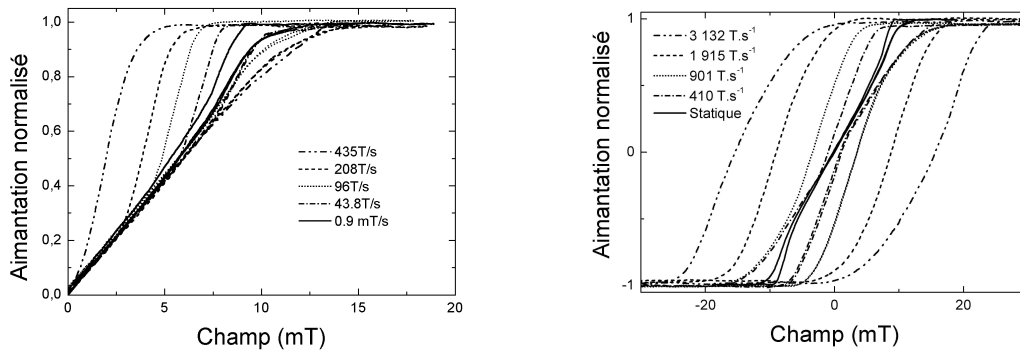 Aimantation normalisé
1.0
0.8
0.6
0.4
0.2
0,0
0
5
10
15
20
Champ (mT)
435T/s
208T/s
96T/s
43.8T/s
0.9 mT/s
Aimantation normalisé
1
0
-1
-20
0
20
Champ (mT)
3 132 T.s-1
1 915 T.s-1
901 T.s-1
410 T.s-1
Statique